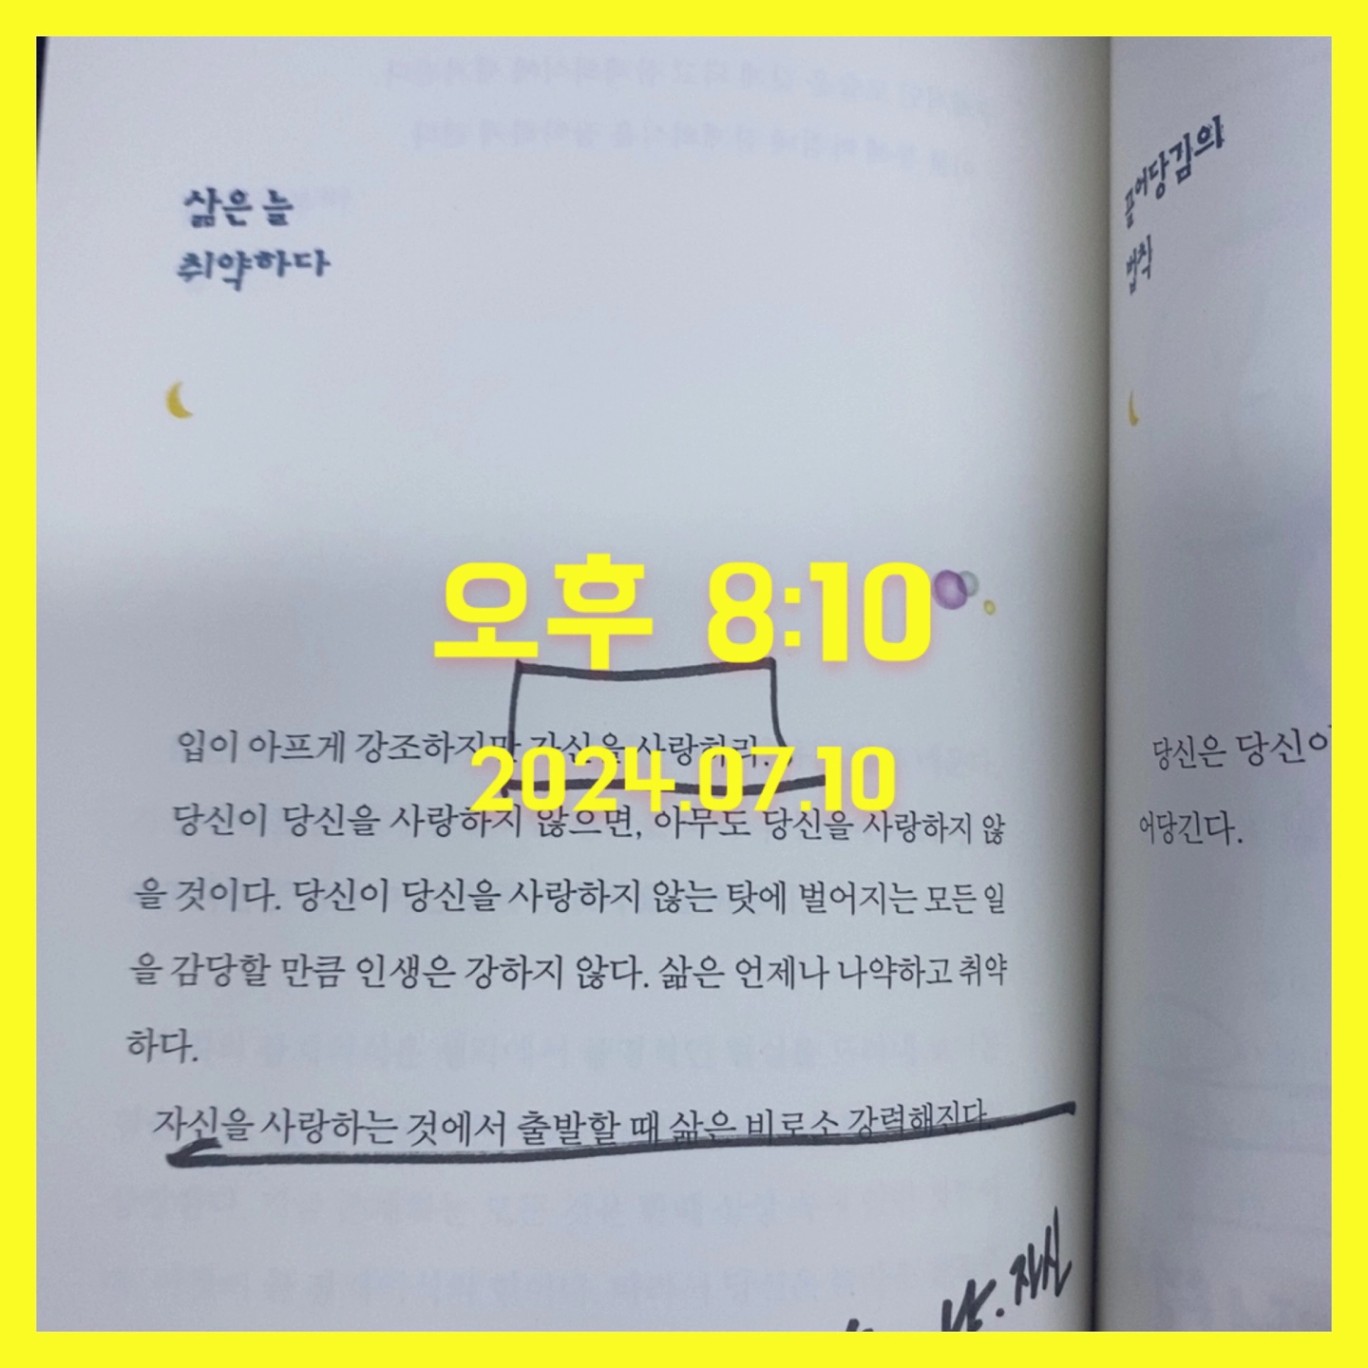 삶은 늘
취약하다
오후 8:10
2024.07.10
입이 아프게 강조하지만 자신을 사랑하라.
당신이 당신을 사랑하지 않으면, 아무도 당신을 사랑하지 않
을 것이다. 당신이 당신을 사랑하지 않는 탓에 벌어지는 모든 일
을 감당할 만큼 인생은 강하지 않다. 삶은 언제나 나약하고 취약
하다.
자신을 사랑하는 것에서 출발할 때 삶은 비로소 강력해진다.
자신
끌어당김의
법칙
당신은 당신이
어당긴다.